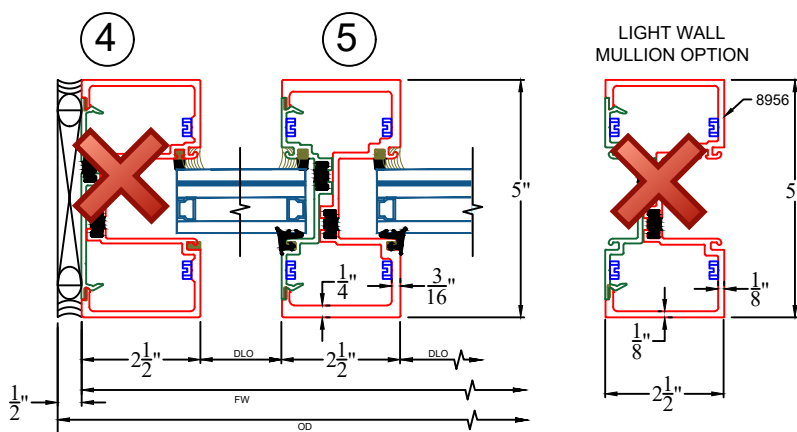 4
5
LIGHT WALL
MULLION OPTION
8956
5"
5
1/4"
3/16"
1/8"
1/8"
2 1/2"
DLO
2 1/2"
DLO
2 1/2"
1/2"
FW
OD